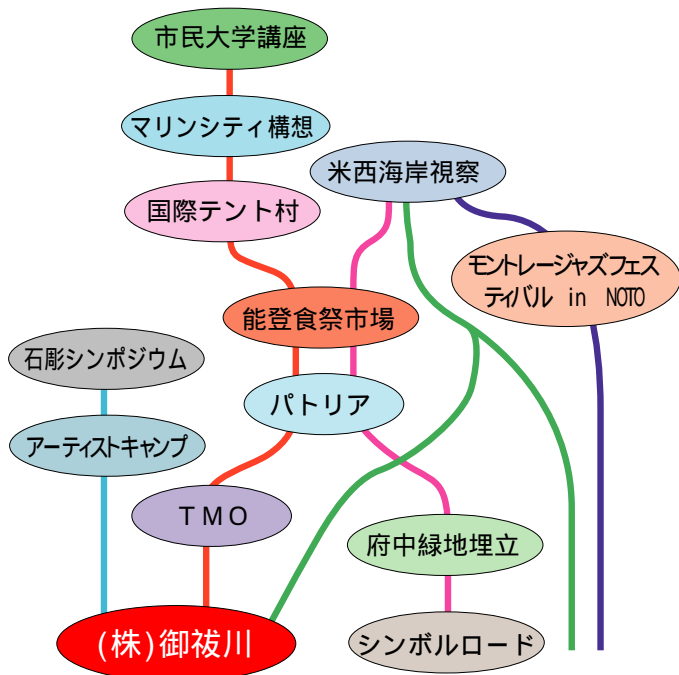 市民大学講座
マリンシティ構想
米西海岸視察
国際テント村
モントレージャズフェス
ティバル in NOTO
能登食祭市場
石彫シンポジウム
パトリア
アーティストキャンプ
TMO
府中緑地埋立
(株)御祓川
シンボルロード